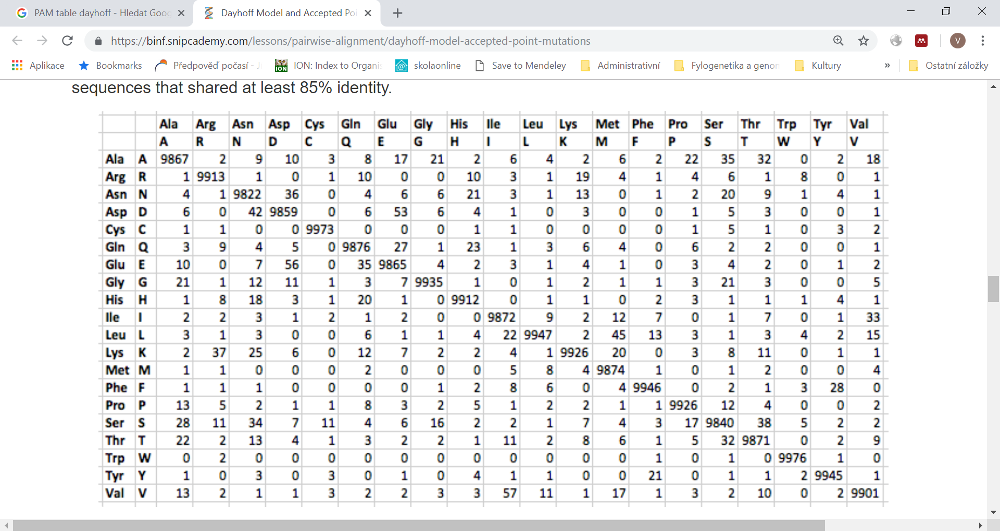 PAM table dayhoff - Hledat Goog
Dayhoff Model and Accepted Poi
https://binf.snipcademy.com/lessons/pairwise-alignment/dayhoff-model-accepted-point-mutations
V
Aplikace Bookmarks Předpověď počasí - J ION ION: Index to Organis skolaonline Save to Mendeley Administrativní Fylogenetika a genon Kultury » Ostatní záložky
sequences that shared at least 85% identity.
Ala Arg Asn Asp Cys Gln Glu Gly His Ile Leu Lys Met Phe Pro Ser Thr Trp Tyr Val
A R N D C Q E G H I L K M F P S T W Y V
Ala A 9867 2 9 10 3 8 17 21 2 6 4 2 6 2 22 35 32 0 2 18
Arg R 1 9913 1 0 1 10 0 0 10 3 1 19 4 1 4 6 1 8 0 1
Asn N 4 1 9822 36 0 4 6 6 21 3 1 13 0 1 2 20 9 1 4 1
Asp D 6 0 42 9859 0 6 53 6 4 1 0 3 0 0 1 5 3 0 0 1
Cys C 1 1 0 0 9973 0 0 0 1 1 0 0 0 0 1 5 1 0 3 2
Gln Q 3 9 4 5 0 9876 27 1 23 1 3 6 4 0 6 2 2 0 0 1
Glu E 10 0 7 56 0 35 9865 4 2 3 1 4 1 0 3 4 2 0 1 2
Gly G 21 1 12 11 1 3 7 9935 1 0 1 2 1 1 3 21 3 0 0 5
His H 1 8 18 3 1 20 1 0 9912 0 1 1 0 2 3 1 1 1 4 1
Ile I 2 2 3 1 2 1 2 0 0 9872 9 2 12 7 0 1 7 0 1 33
Leu L 3 1 3 0 0 6 1 1 4 22 9947 2 45 13 3 1 3 4 2 15
Lys K 2 37 25 6 0 12 7 2 2 4 1 9926 20 0 3 8 11 0 1 1
Met M 1 1 0 0 0 2 0 0 0 5 8 4 9874 1 0 1 2 0 0 4
Phe F 1 1 1 0 0 0 0 1 2 8 6 0 4 9946 0 2 1 3 28 0
Pro P 13 5 2 1 1 8 3 2 5 1 2 2 1 1 9926 12 4 0 0 2
Ser S 28 11 34 7 11 4 6 16 2 2 1 7 4 3 17 9840 38 5 2 2
Thr T 22 2 13 4 1 3 2 2 1 11 2 8 6 1 5 32 9871 0 2 9
Trp W 0 2 0 0 0 0 0 0 0 0 0 0 0 1 0 1 0 9976 1 0
Tyr Y 1 0 3 0 3 0 1 0 4 1 1 0 0 21 0 1 1 2 9945 1
Val V 13 2 1 1 3 2 2 3 3 57 11 1 17 1 3 2 10 0 2 9901